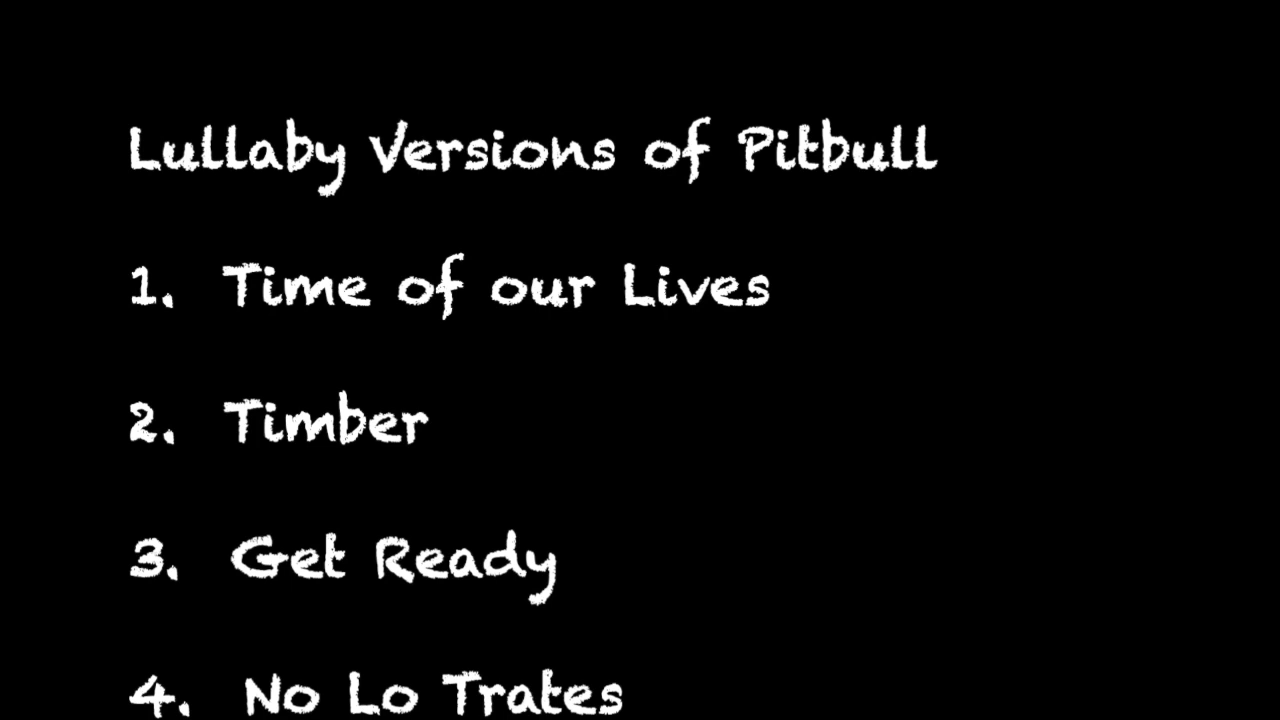 Lullaby Versions of Pitbull
1. Time of our Lives
2. Timber
3. Get Ready
4. No Lo Trates